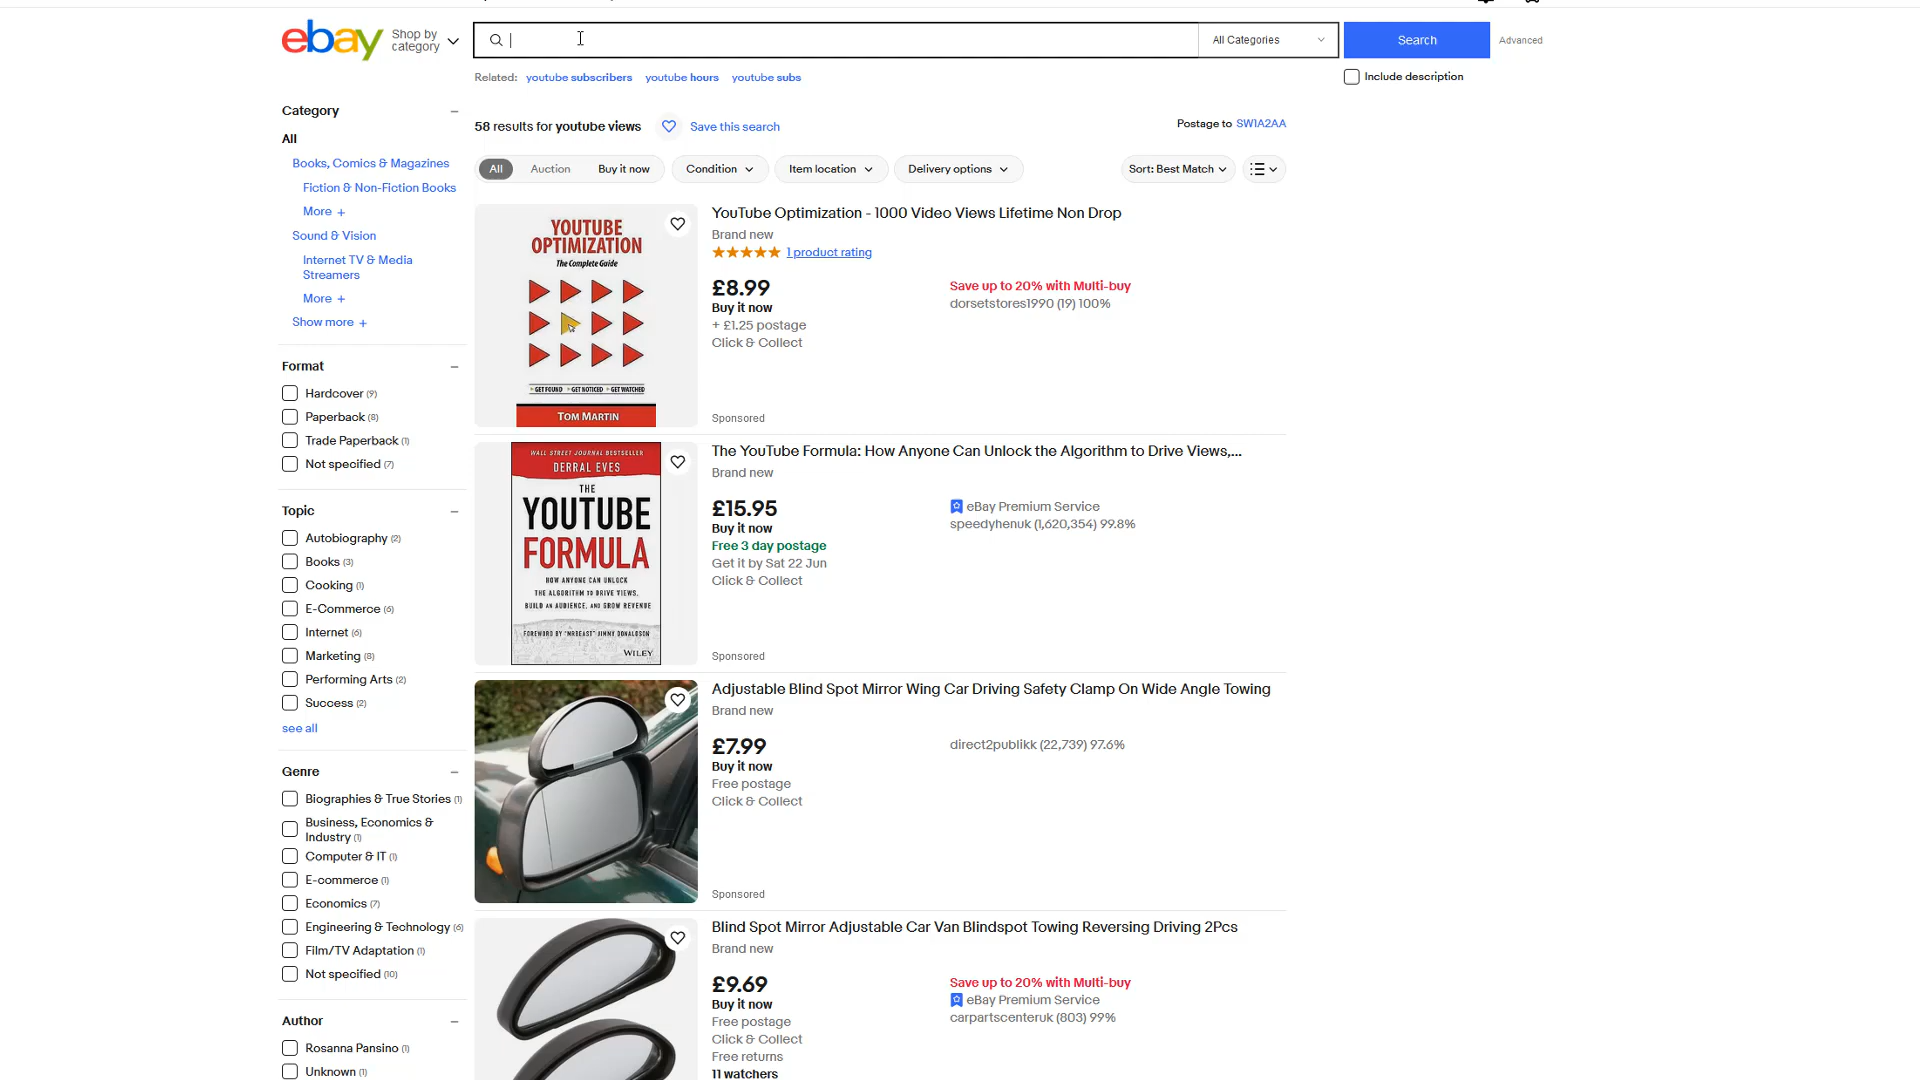 ebay
Shop by
category
All Categories
Search
Advanced
Related: youtube subscribers youtube hours youtube subs
Include description
Category
All
Books, Comics & Magazines
Fiction & Non-Fiction Books
More +
Sound & Vision
Internet TV & Media
Streamers
More +
Show more +
Format
Hardcover (9)
Paperback (8)
Trade Paperback (1)
Not specified (7)
Topic
Autobiography (2)
Books (3)
Cooking (1)
E-Commerce (6)
Internet (6)
Marketing (8)
Performing Arts (2)
Success (2)
see all
Genre
Biographies & True Stories (1)
Business, Economics &
Industry (1)
Computer & IT (1)
E-commerce (1)
Economics (7)
Engineering & Technology (6)
Film/TV Adaptation (1)
Not specified (10)
Author
Rosanna Pansino (1)
Unknown (1)
58 results for youtube views
Save this search
Postage to SW1A2AA
All
Auction
Buy it now
Condition
Item location
Delivery options
Sort: Best Match
YOUTUBE
OPTIMIZATION
The Complete Guide
GET FOUND GET NOTICED GET WATCHED
TOM MARTIN
YouTube Optimization - 1000 Video Views Lifetime Non Drop
Brand new
1 product rating
£8.99
Buy it now
+ £1.25 postage
Click & Collect
Save up to 20% with Multi-buy
dorsetstores1990 (19) 100%
Sponsored
WALL STREET JOURNAL BESTSELLER
DERRAL EVES
THE
YOUTUBE
FORMULA
HOW ANYONE CAN UNLOCK
THE ALGORITHM TO DRIVE VIEWS,
BUILD AN AUDIENCE, AND GROW REVENUE
FOREWORD BY "MRBEAST" JIMMY DONALDSON
WILEY
The YouTube Formula: How Anyone Can Unlock the Algorithm to Drive Views,...
Brand new
£15.95
Buy it now
Free 3 day postage
Get it by Sat 22 Jun
Click & Collect
eBay Premium Service
speedyhenuk (1,620,354) 99.8%
Sponsored
Adjustable Blind Spot Mirror Wing Car Driving Safety Clamp On Wide Angle Towing
Brand new
£7.99
Buy it now
Free postage
Click & Collect
direct2publikk (22,739) 97.6%
Sponsored
Blind Spot Mirror Adjustable Car Van Blindspot Towing Reversing Driving 2Pcs
Brand new
£9.69
Buy it now
Free postage
Click & Collect
Free returns
11 watchers
Save up to 20% with Multi-buy
eBay Premium Service
carpartscenteruk (803) 99%